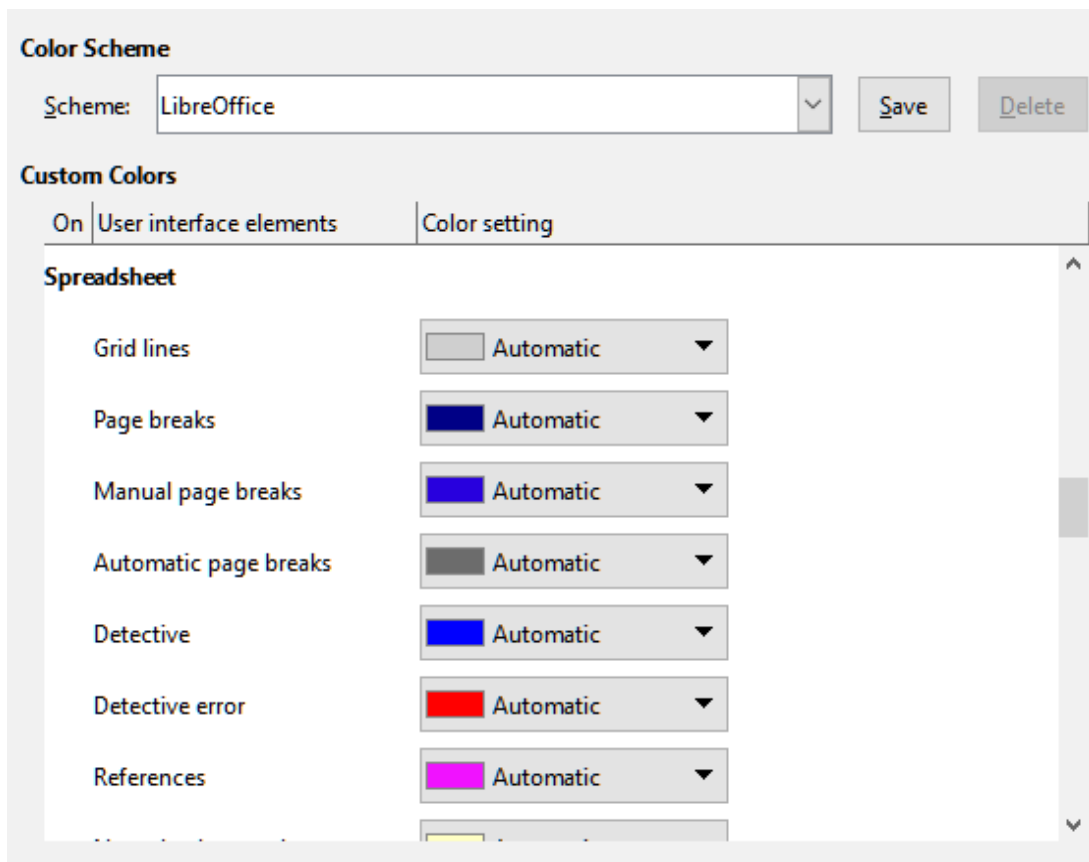 Color Scheme
Scheme: LibreOffice Save Delete
Custom Colors
On User interface elements Color setting
Spreadsheet
Grid lines Automatic
Page breaks Automatic
Manual page breaks Automatic
Automatic page breaks Automatic
Detective Automatic
Detective error Automatic
References Automatic